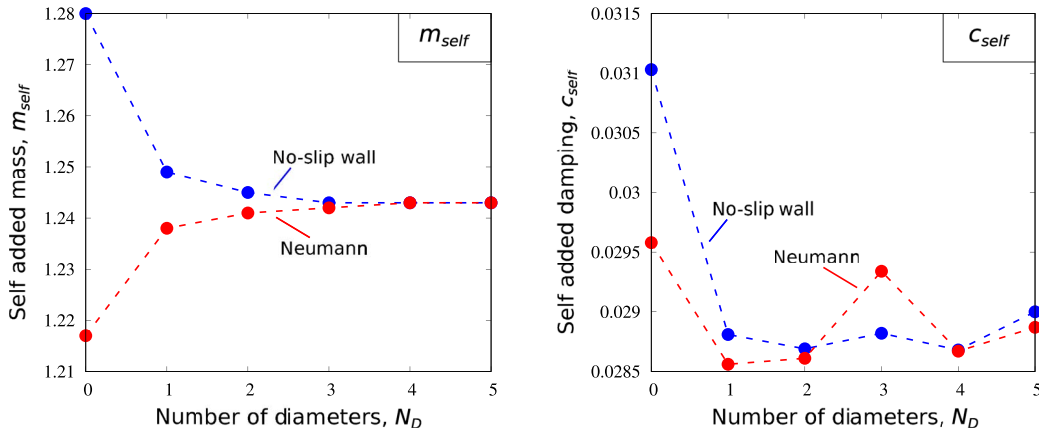 1.28
1.27
1.26
1.25
1.24
1.23
1.22
1.21
0
1
2
3
4
5
Self added mass, m_self
Number of diameters, N_D
m_self
No-slip wall
Neumann
0.0315
0.031
0.0305
0.03
0.0295
0.029
0.0285
0
1
2
3
4
5
Self added damping, c_self
Number of diameters, N_D
c_self
No-slip wall
Neumann